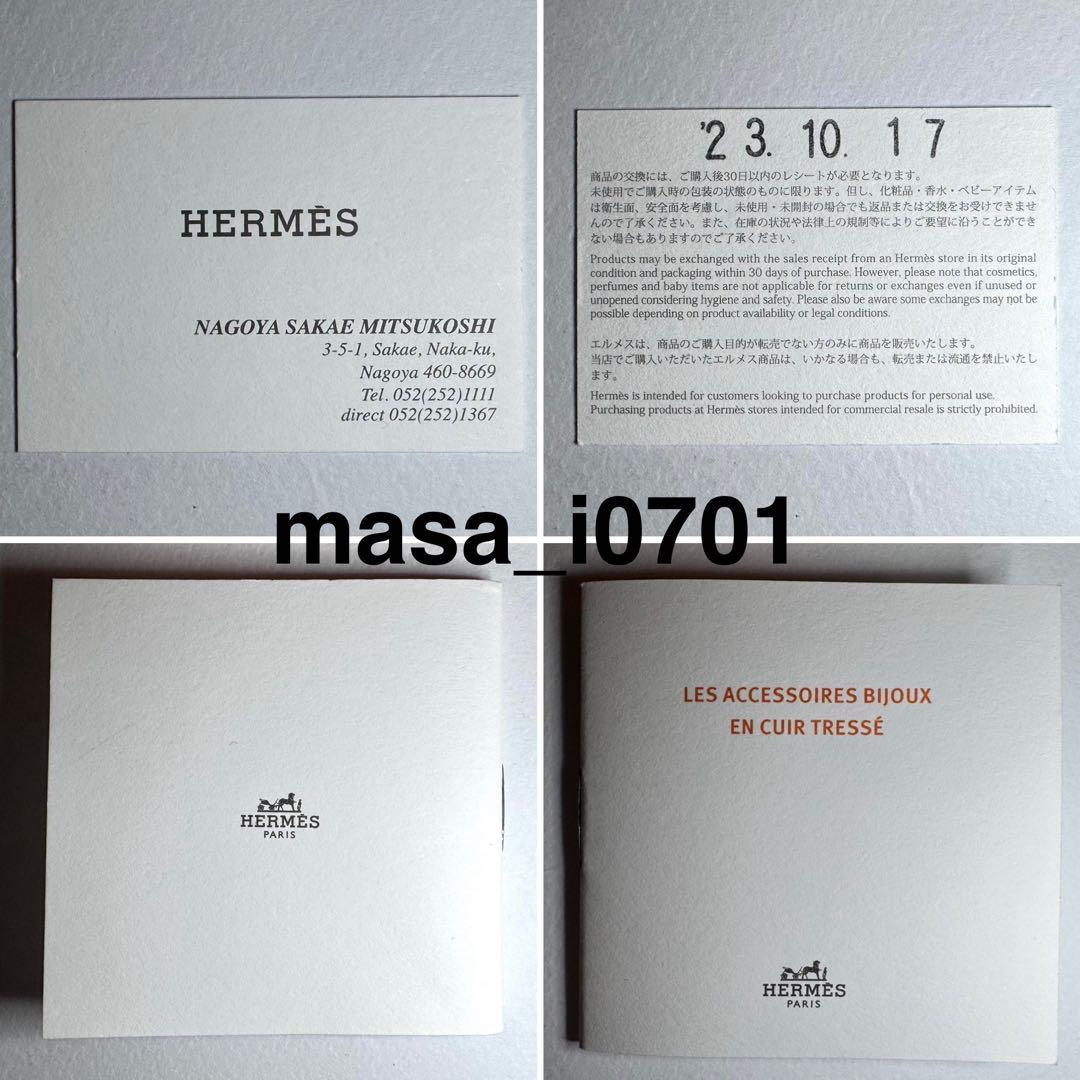 HERMÈS
NAGOYA SAKAE MITSUKOSHI
3-5-1, Sakae, Naka-ku,
Nagoya 460-8669
Tel. 052(252)1111
direct 052(252)1367
'23.10.17
商品の交換には、ご購入後30日以内のレシートが必要となります。
未使用でご購入時の包装の状態のものに限ります。但し、化粧品・香水・ベビーアイテム
は衛生面、安全面を考慮し、未使用・未開封の場合でも返品または交換をお受けできませ
んので了承ください。また、在庫の状況や法律上の規制等によりご要望に沿うことができ
ない場合もありますのでご了承ください。
Products may be exchanged with the sales receipt from an Hermès store in its original
condition and packaging within 30 days of purchase. However, please note that cosmetics,
perfumes and baby items are not applicable for returns or exchanges even if unused or
unopened considering hygiene and safety. Please also be aware some exchanges may not be
possible depending on product availability or legal conditions.
エルメスは、商品のご購入目的が転売でない方のみに商品を販売いたします。
当店でご購入いただいたエルメス商品は、いかなる場合も、転売または流通を禁止いたし
ます。
Hermès is intended for customers looking to purchase products for personal use.
Purchasing products at Hermès stores intended for commercial resale is strictly prohibited.
masa_i0701
HERMÈS
PARIS
LES ACCESSOIRES BIJOUX
EN CUIR TRESSÉ
HERMÈS
PARIS